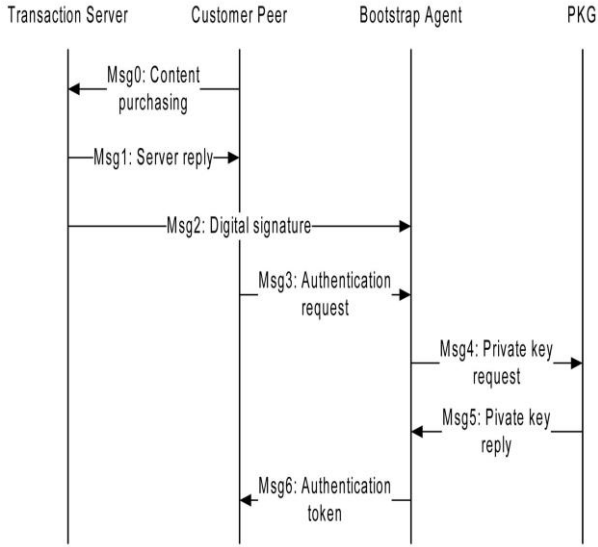 Transaction Server Customer Peer Bootstrap Agent PKG
Msg0: Content
purchasing
Msg1: Server reply
Msg2: Digital signature
Msg3: Authentication
request
Msg4: Private key
request
Msg5: Pivate key
reply
Msg6: Authentication
token